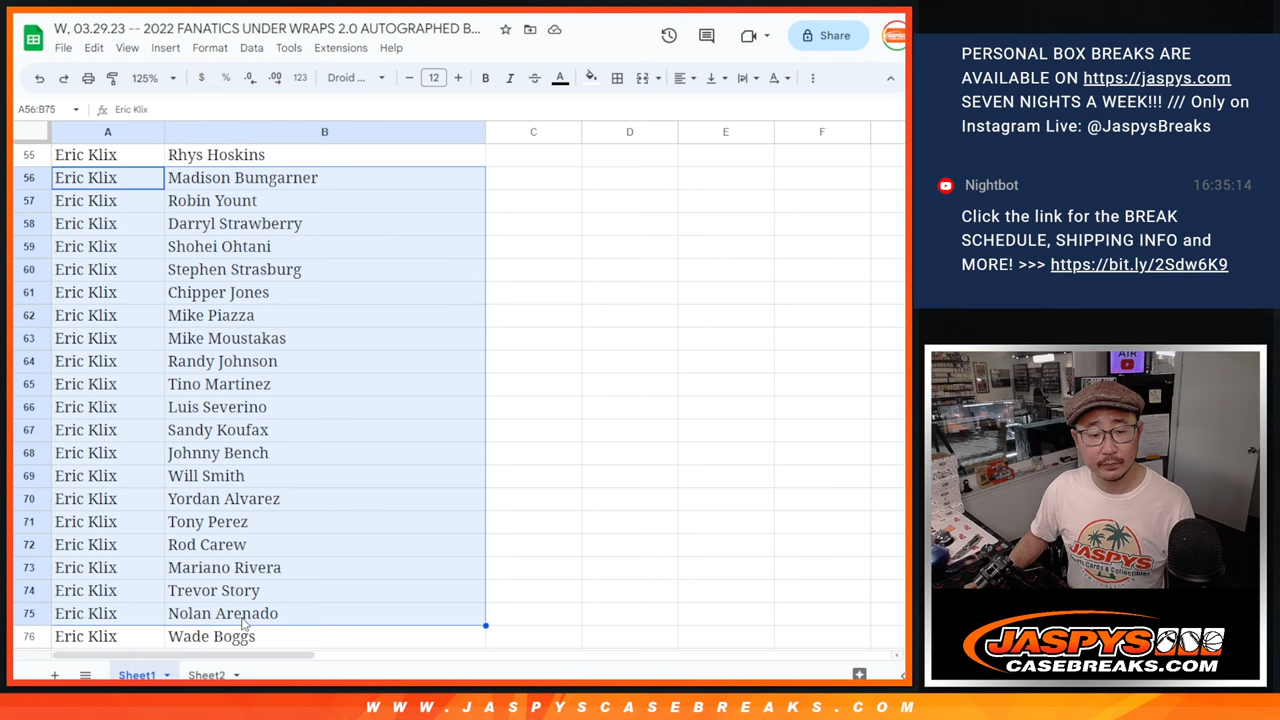 W, 03.29.23 -- 2022 FANATICS UNDER WRAPS 2.0 AUTOGRAPHED B...
File Edit View Insert Format Data Tools Extensions Help
Share
125% $ % .0 .00 123 Droid ... 12 B I A
A56:B75 fx Eric Klix
A B C D E F
55 Eric Klix Rhys Hoskins
56 Eric Klix Madison Bumgarner
57 Eric Klix Robin Yount
58 Eric Klix Darryl Strawberry
59 Eric Klix Shohei Ohtani
60 Eric Klix Stephen Strasburg
61 Eric Klix Chipper Jones
62 Eric Klix Mike Piazza
63 Eric Klix Mike Moustakas
64 Eric Klix Randy Johnson
65 Eric Klix Tino Martinez
66 Eric Klix Luis Severino
67 Eric Klix Sandy Koufax
68 Eric Klix Johnny Bench
69 Eric Klix Will Smith
70 Eric Klix Yordan Alvarez
71 Eric Klix Tony Perez
72 Eric Klix Rod Carew
73 Eric Klix Mariano Rivera
74 Eric Klix Trevor Story
75 Eric Klix Nolan Arenado
76 Eric Klix Wade Boggs
Sheet1 Sheet2
PERSONAL BOX BREAKS ARE
AVAILABLE ON https://jaspys.com
SEVEN NIGHTS A WEEK!!! /// Only on
Instagram Live: @JaspysBreaks
Nightbot 16:35:14
Click the link for the BREAK
SCHEDULE, SHIPPING INFO and
MORE! >>> https://bit.ly/2Sdw6K9
AIR
JASPYS
JASPYS
CASEBREAKS.COM
WWW.JASPYSCASEBREAKS.COM